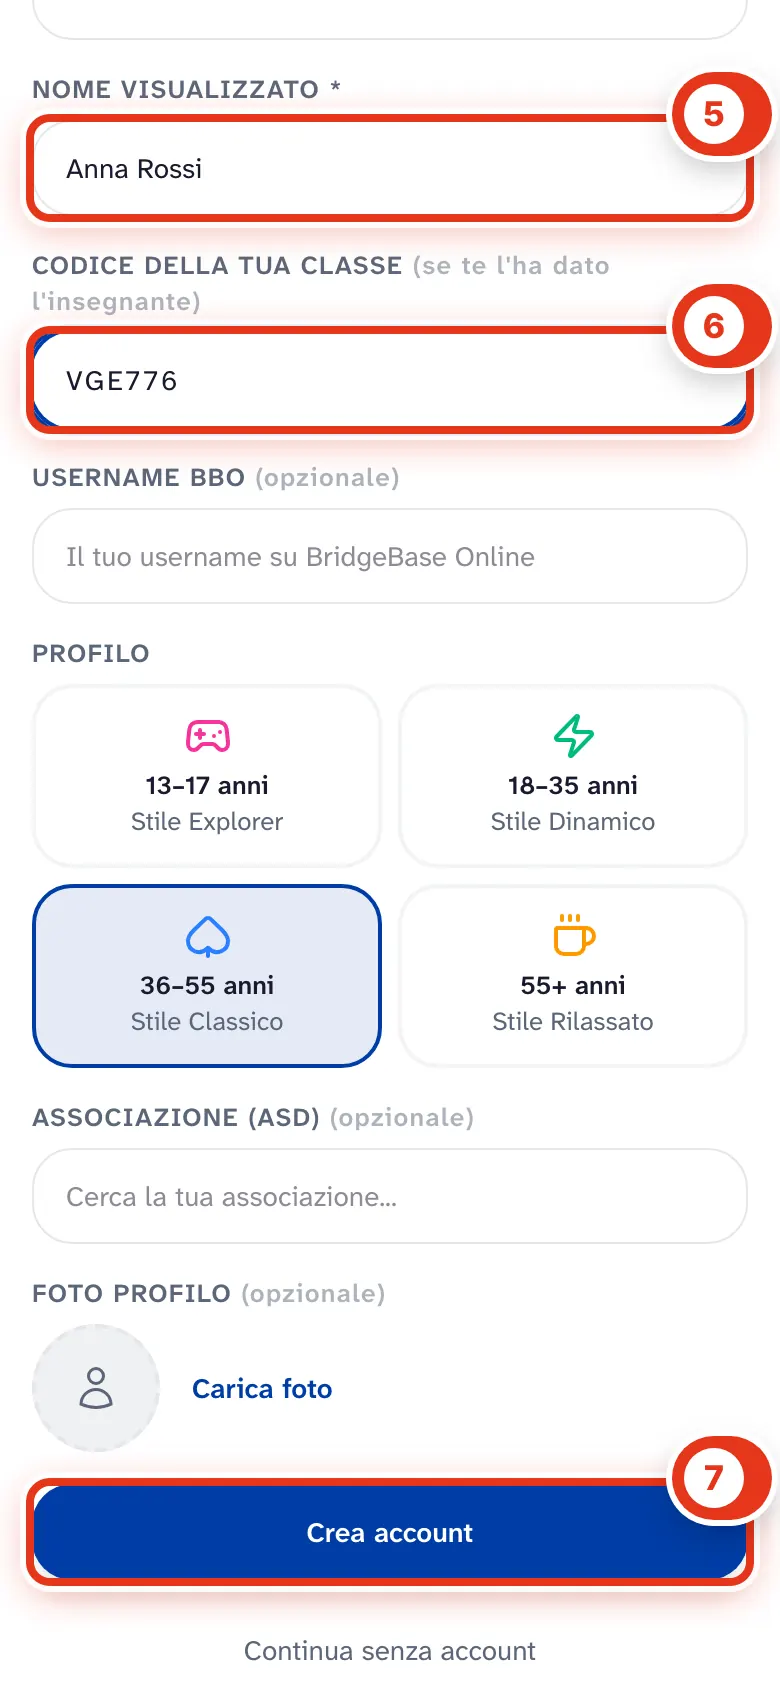 NOME VISUALIZZATO *
5
Anna Rossi
CODICE DELLA TUA CLASSE (se te l'ha dato
l'insegnante)
6
VGE776
USERNAME BBO (opzionale)
Il tuo username su BridgeBase Online
PROFILO
13–17 anni
Stile Explorer
18–35 anni
Stile Dinamico
36–55 anni
Stile Classico
55+ anni
Stile Rilassato
ASSOCIAZIONE (ASD) (opzionale)
Cerca la tua associazione...
FOTO PROFILO (opzionale)
Carica foto
7
Crea account
Continua senza account